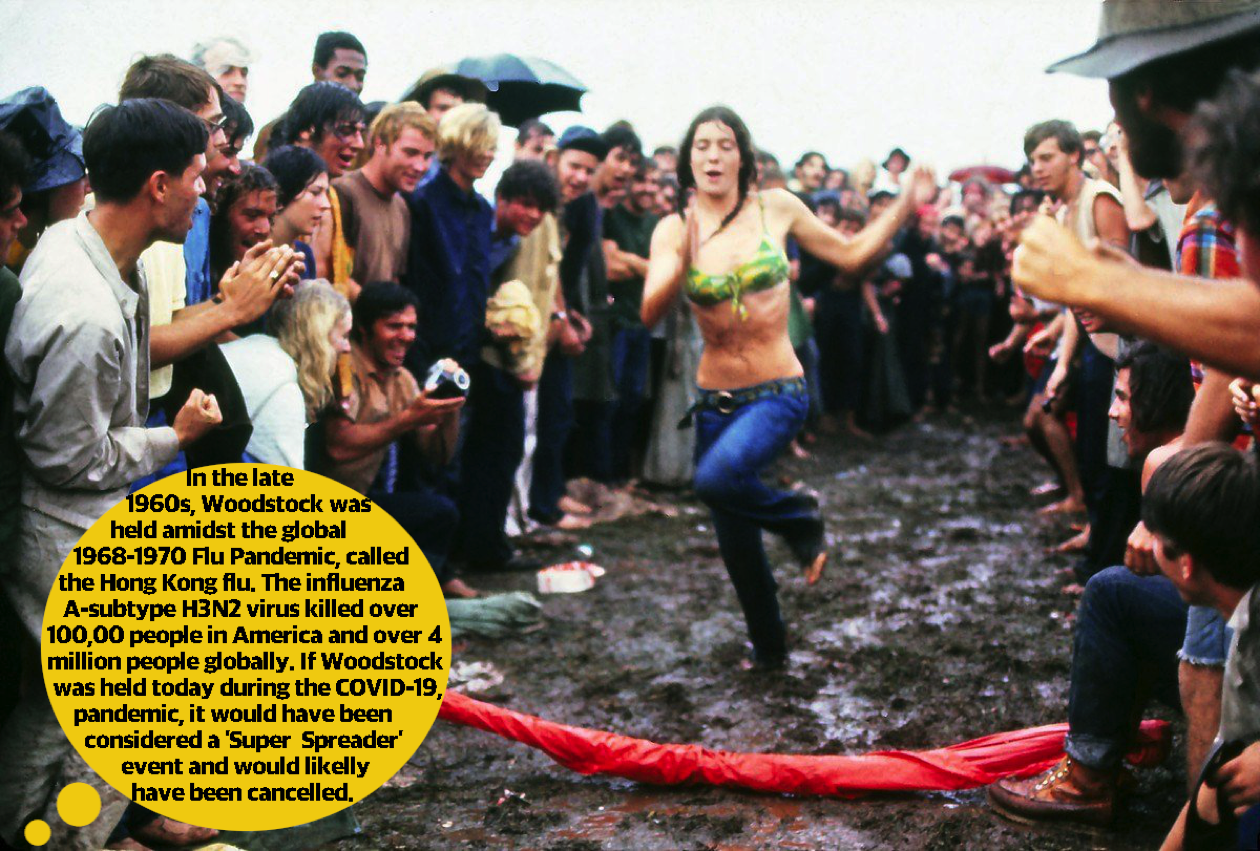 In the late
1960s, Woodstock was
held amidst the global
1968-1970 Flu Pandemic, called
the Hong Kong flu. The influenza
A-subtype H3N2 virus killed over
100,00 people in America and over 4
million people globally. If Woodstock
was held today during the COVID-19,
pandemic, it would have been
considered a 'Super Spreader'
event and would likelly
have been cancelled.